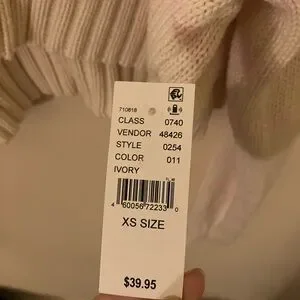 710618
CLASS 0740
VENDOR 48426
STYLE 0254
COLOR 011
IVORY
4 60056 72233 0
XS SIZE
$39.95